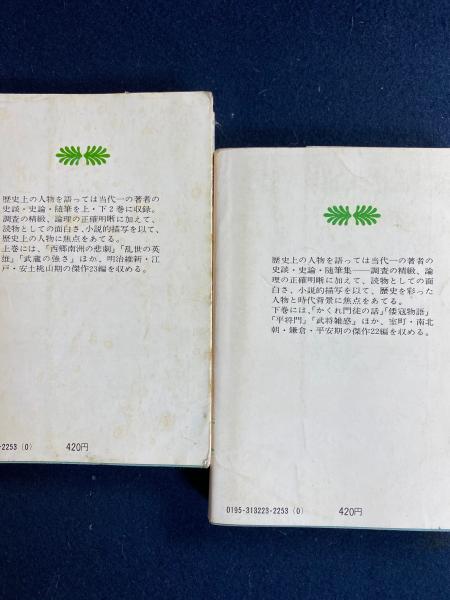 歴史上の人物を語っては当代一の著者の
史談・史論・随筆を上・下2巻に収録。
調査の精緻、論理の正確明晰に加えて、
読物としての面白さ、小説的描写を以て、
歴史上の人物に焦点をあてる。
上巻には、「西郷南洲の悲劇」「乱世の英
雄」「武蔵の強さ」ほか、明治維新・江
戸・安土桃山期の傑作23編を収める。
-2253 (0) 420円
歴史上の人物を語っては当代一の著者の
史談・史論・随筆集──調査の精緻、論
理の正確明晰に加えて、読物としての面
白さ、小説的描写を以て、歴史を彩った
人物と時代背景に焦点をあてる。
下巻には、「かくれ門徒の話」「倭寇物語」
「平将門」「武将雑感」ほか、室町・南北
朝・鎌倉・平安期の傑作22編を収める。
0195-313223-2253 (0) 420円